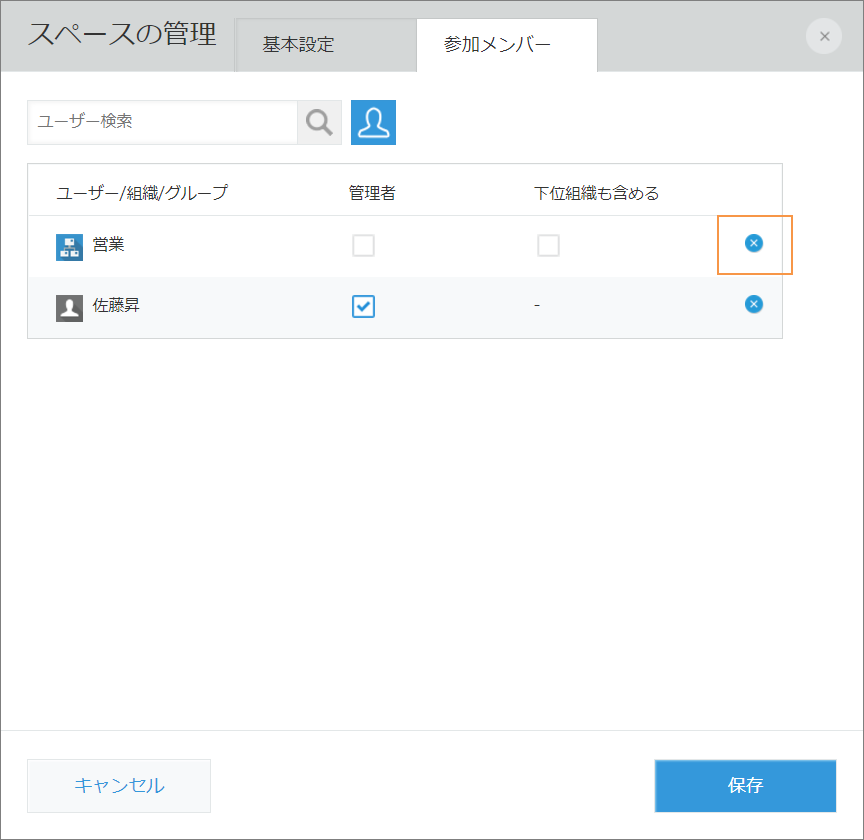 スペースの管理
基本設定
参加メンバー
ユーザー検索
ユーザー/組織/グループ 管理者 下位組織も含める
営業
佐藤昇 -
キャンセル
保存